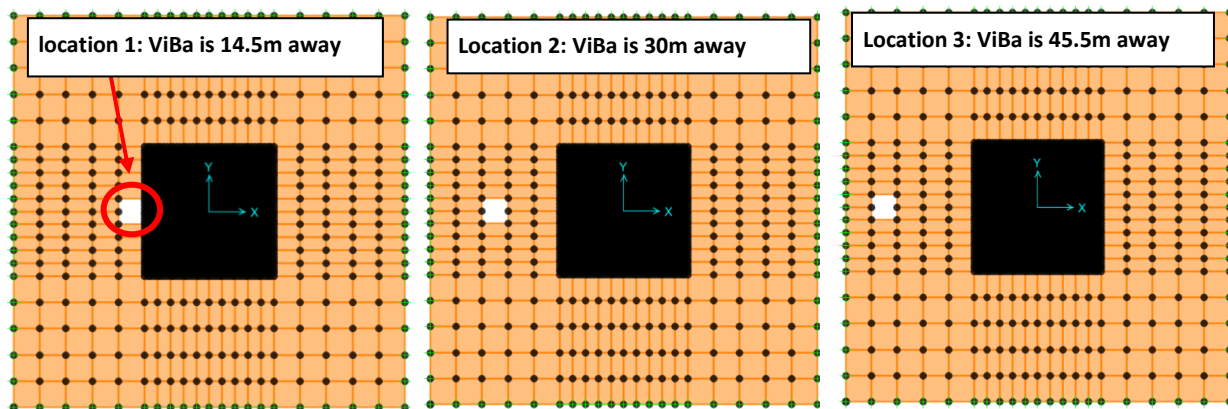 location 1: ViBa is 14.5m away
Location 2: ViBa is 30m away
Location 3: ViBa is 45.5m away
Y
X
Y
X
Y
X